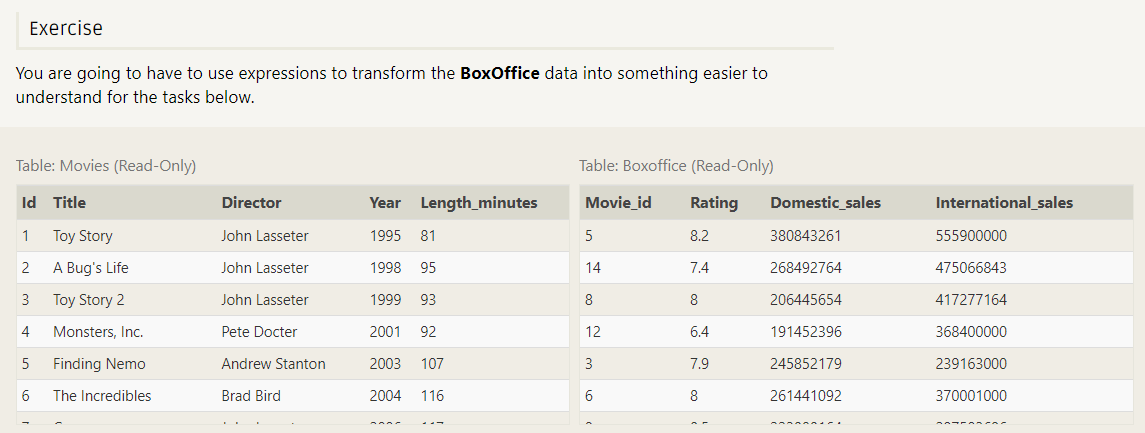 Exercise
You are going to have to use expressions to transform the BoxOffice data into something easier to
understand for the tasks below.
Table: Movies (Read-Only)
Id Title Director Year Length_minutes
1 Toy Story John Lasseter 1995 81
2 A Bug's Life John Lasseter 1998 95
3 Toy Story 2 John Lasseter 1999 93
4 Monsters, Inc. Pete Docter 2001 92
5 Finding Nemo Andrew Stanton 2003 107
6 The Incredibles Brad Bird 2004 116
Table: Boxoffice (Read-Only)
Movie_id Rating Domestic_sales International_sales
5 8.2 380843261 555900000
14 7.4 268492764 475066843
8 8 206445654 417277164
12 6.4 191452396 368400000
3 7.9 245852179 239163000
6 8 261441092 370001000